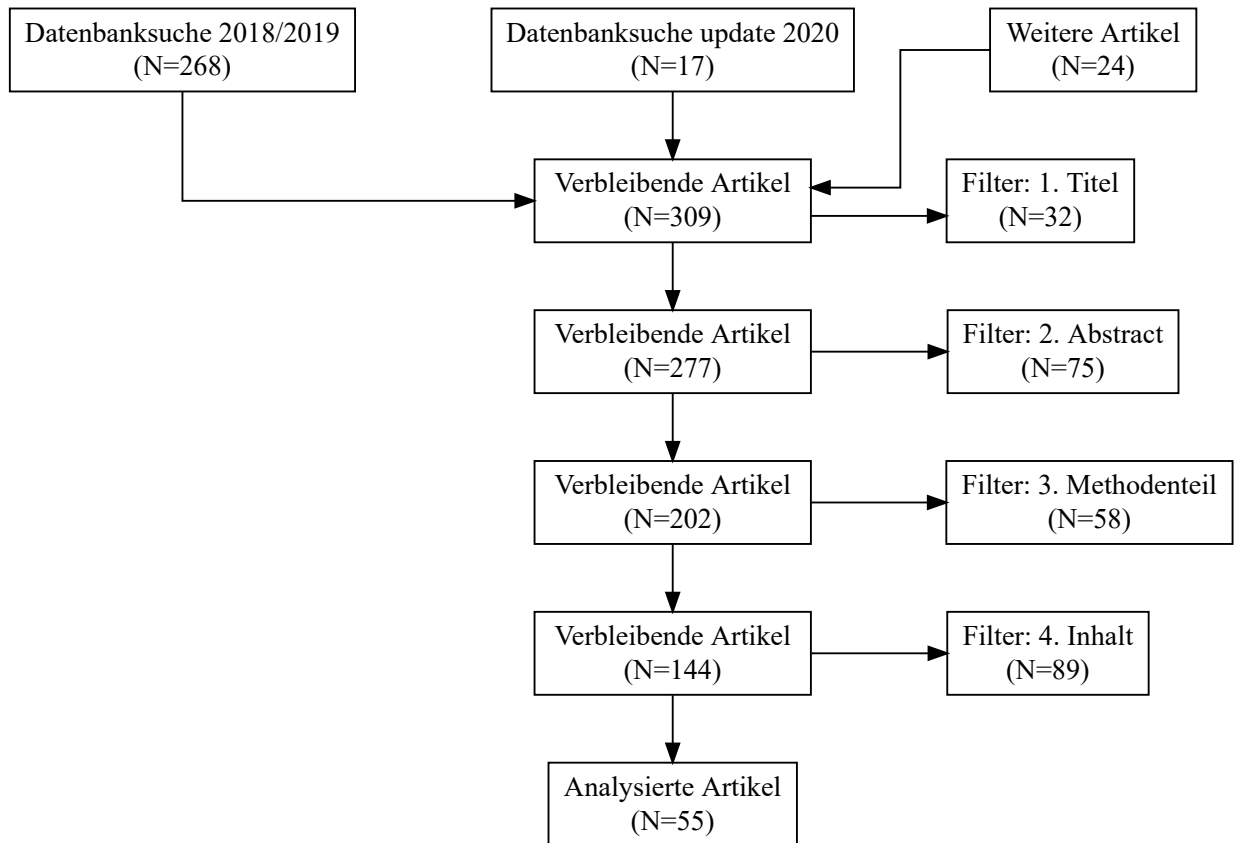 Datenbanksuche 2018/2019
(N=268)
Datenbanksuche update 2020
(N=17)
Weitere Artikel
(N=24)
Verbleibende Artikel
(N=309)
Filter: 1. Titel
(N=32)
Verbleibende Artikel
(N=277)
Filter: 2. Abstract
(N=75)
Verbleibende Artikel
(N=202)
Filter: 3. Methodenteil
(N=58)
Verbleibende Artikel
(N=144)
Filter: 4. Inhalt
(N=89)
Analysierte Artikel
(N=55)